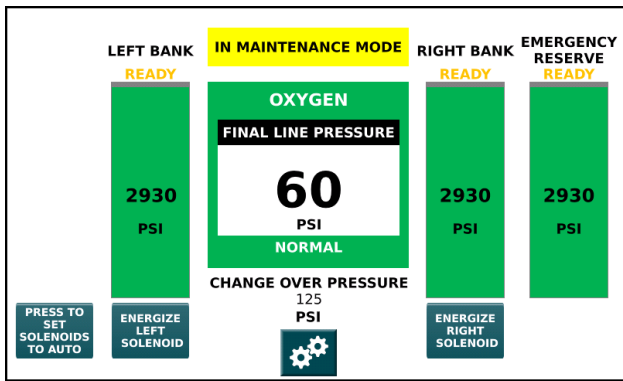 IN MAINTENANCE MODE
LEFT BANK
READY
2930
PSI
OXYGEN
FINAL LINE PRESSURE
60
PSI
NORMAL
CHANGE OVER PRESSURE
125
PSI
RIGHT BANK
READY
2930
PSI
EMERGENCY
RESERVE
READY
2930
PSI
PRESS TO
SET
SOLENOIDS
TO AUTO
ENERGIZE
LEFT
SOLENOID
ENERGIZE
RIGHT
SOLENOID